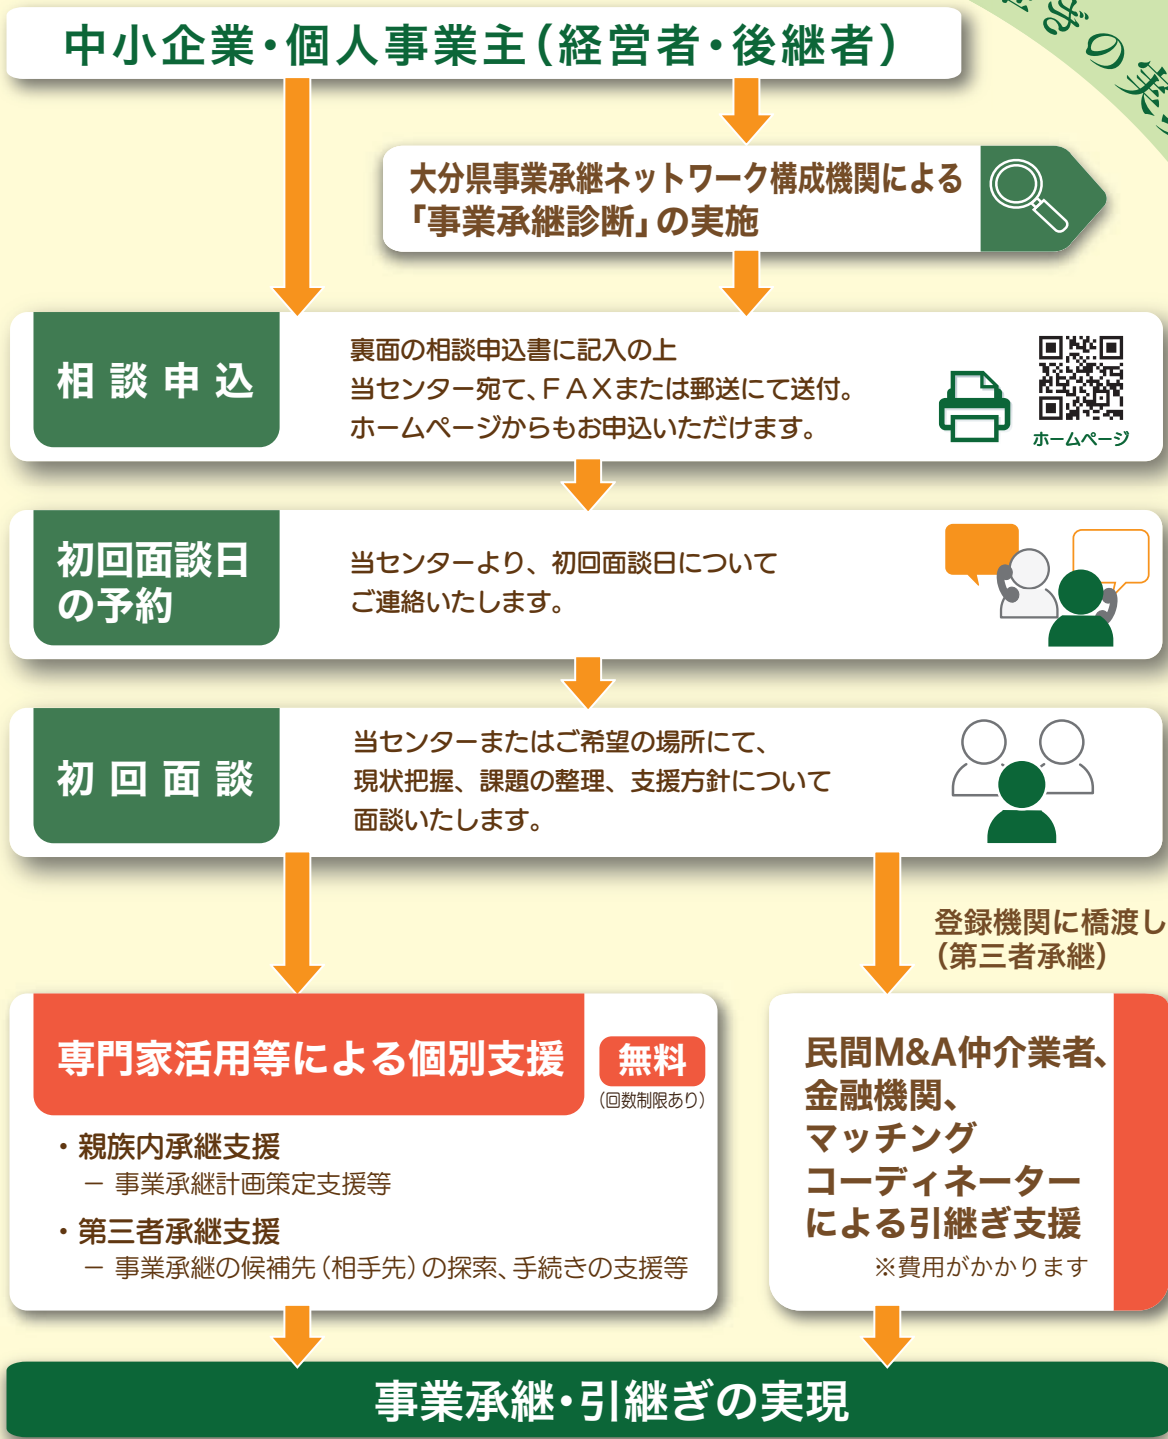 中小企業・個人事業主（経営者・後継者）
ぎの実
大分県事業承継ネットワーク構成機関による
「事業承継診断」の実施
相談申込
裏面の相談申込書に記入の上
当センター宛て、ＦＡＸまたは郵送にて送付。
ホームページからもお申込いただけます。
ホームページ
初回面談日
の予約
当センターより、初回面談日について
ご連絡いたします。
初回面談
当センターまたはご希望の場所にて、
現状把握、課題の整理、支援方針について
面談いたします。
登録機関に橋渡し
（第三者承継）
専門家活用等による個別支援
無料
（回数制限あり）
・親族内承継支援
－ 事業承継計画策定支援等
・第三者承継支援
－ 事業承継の候補先（相手先）の探索、手続きの支援等
民間M&A仲介業者、
金融機関、
マッチング
コーディネーター
による引継ぎ支援
※費用がかかります
事業承継・引継ぎの実現